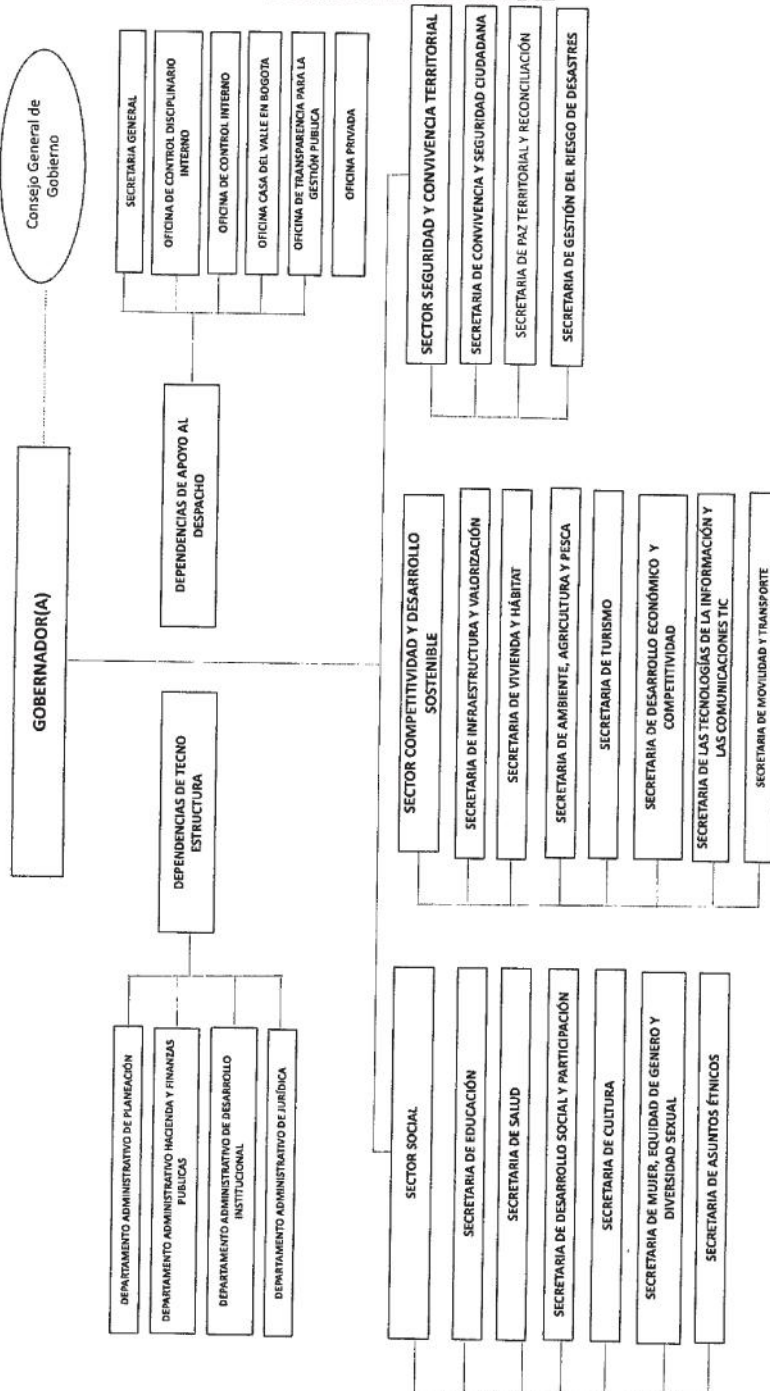 Consejo General de
Gobierno
GOBERNADOR(A)
DEPENDENCIAS DE TECNO
ESTRUCTURA
DEPARTAMENTO ADMINISTRATIVO DE PLANEACIÓN
DEPARTAMENTO ADMINISTRATIVO HACIENDA Y FINANZAS
PUBLICAS
DEPARTAMENTO ADMINISTRATIVO DE DESARROLLO
INSTITUCIONAL
DEPARTAMENTO ADMINISTRATIVO DE JURÍDICA
DEPENDENCIAS DE APOYO AL
DESPACHO
SECRETARIA GENERAL
OFICINA DE CONTROL DISCIPLINARIO
INTERNO
OFICINA DE CONTROL INTERNO
OFICINA CASA DEL VALLE EN BOGOTA
OFICINA DE TRANSPARENCIA PARA LA
GESTIÓN PUBLICA
OFICINA PRIVADA
SECTOR SOCIAL
SECRETARIA DE EDUCACIÓN
SECRETARIA DE SALUD
SECRETARIA DE DESARROLLO SOCIAL Y PARTICIPACIÓN
SECRETARIA DE CULTURA
SECRETARIA DE MUJER, EQUIDAD DE GENERO Y
DIVERSIDAD SEXUAL
SECRETARIA DE ASUNTOS ÉTNICOS
SECTOR COMPETITIVIDAD Y DESARROLLO
SOSTENIBLE
SECRETARIA DE INFRAESTRUCTURA Y VALORIZACIÓN
SECRETARIA DE VIVIENDA Y HÁBITAT
SECRETARIA DE AMBIENTE, AGRICULTURA Y PESCA
SECRETARIA DE TURISMO
SECRETARIA DE DESARROLLO ECONÓMICO Y
COMPETITIVIDAD
SECRETARIA DE LAS TECNOLOGÍAS DE LA INFORMACIÓN Y
LAS COMUNICACIONES TIC
SECRETARIA DE MOVILIDAD Y TRANSPORTE
SECTOR SEGURIDAD Y CONVIVENCIA TERRITORIAL
SECRETARIA DE CONVIVENCIA Y SEGURIDAD CIUDADANA
SECRETARIA DE PAZ TERRITORIAL Y RECONCILIACIÓN
SECRETARIA DE GESTIÓN DEL RIESGO DE DESASTRES